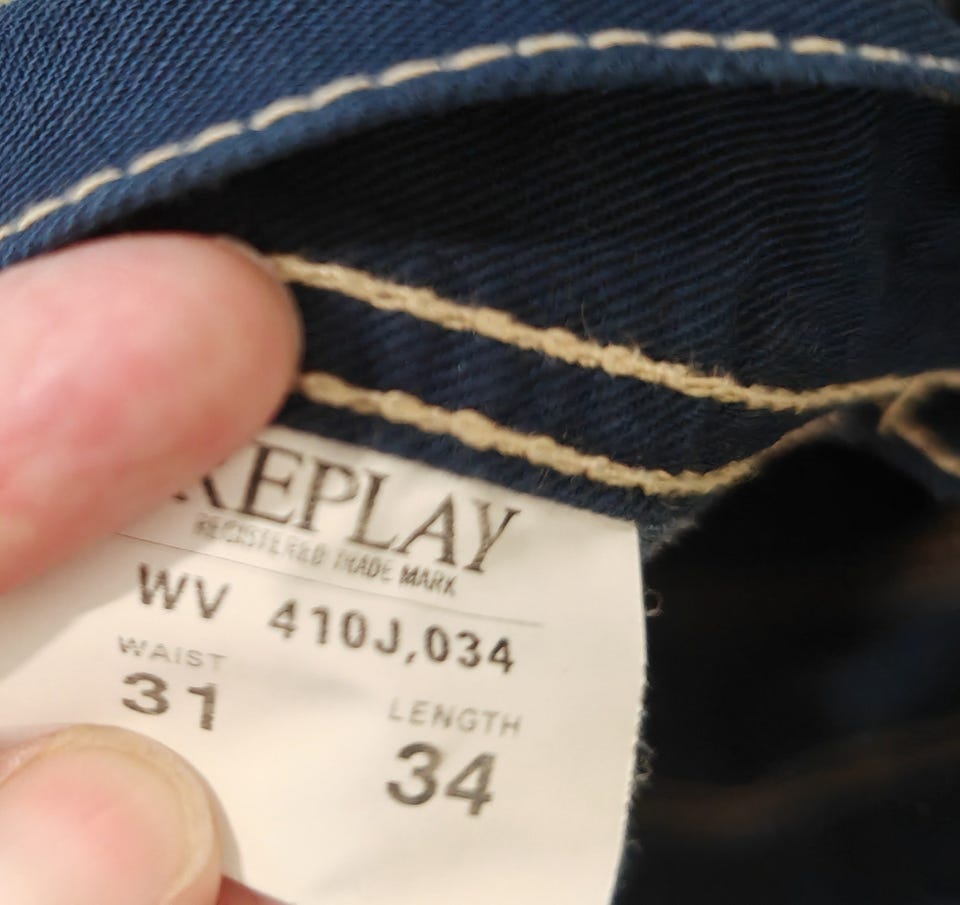 REPLAY
REGISTERED TRADE MARK
WV 410J,034
WAIST
31
LENGTH
34